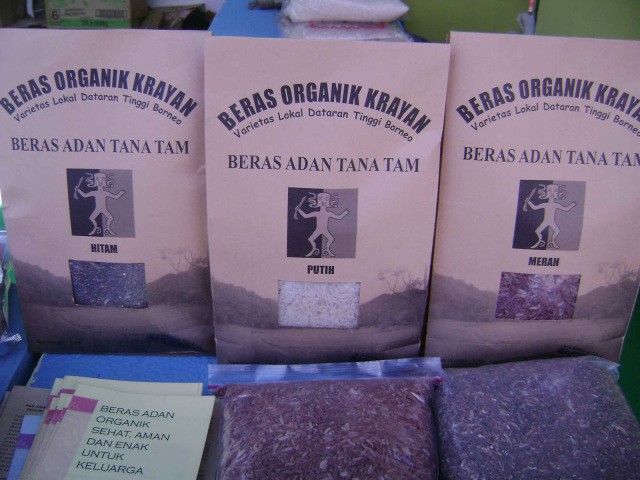 BERAS ORGANIK KRAYAN
Varietas Lokal Dataran Tinggi Borneo
BERAS ADAN TANA TAM
HITAM
BERAS ORGANIK KRAYAN
Varietas Lokal Dataran Tinggi Borneo
BERAS ADAN TANA TAM
PUTIH
BERAS ORGANIK KRAYAN
Varietas Lokal Dataran Tinggi Borneo
BERAS ADAN TANA TAM
MERAH
BERAS ADAN
ORGANIK
SEHAT, AMAN
DAN ENAK
UNTUK
KELUARGA